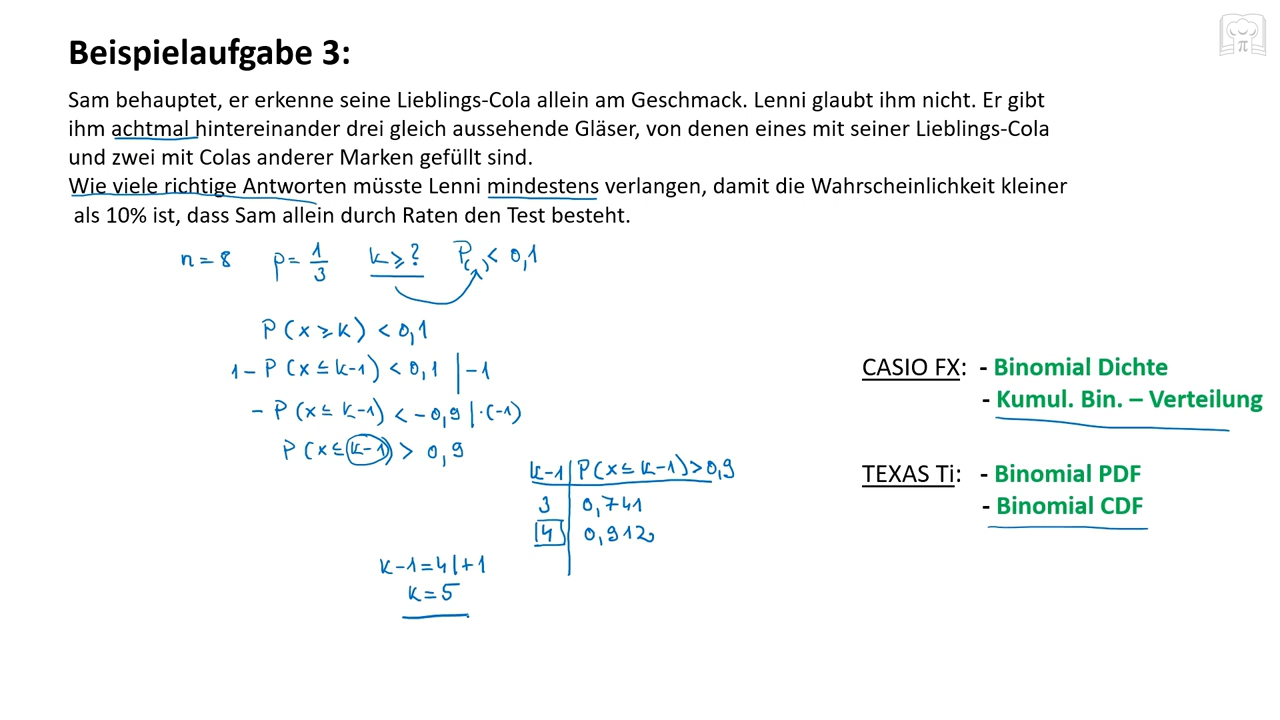 Beispielaufgabe 3:
Sam behauptet, er erkenne seine Lieblings-Cola allein am Geschmack. Lenni glaubt ihm nicht. Er gibt
ihm achtmal hintereinander drei gleich aussehende Gläser, von denen eines mit seiner Lieblings-Cola
und zwei mit Colas anderer Marken gefüllt sind.
Wie viele richtige Antworten müsste Lenni mindestens verlangen, damit die Wahrscheinlichkeit kleiner
als 10% ist, dass Sam allein durch Raten den Test besteht.
n = 8 p = 1/3 k ≥ ? P( ) < 0,1
P(x ≥ k) < 0,1
1 - P(x ≤ k-1) < 0,1 | -1
- P(x ≤ k-1) < -0,9 | ·(-1)
P(x ≤ k-1) > 0,9
k-1 | P(x ≤ k-1) > 0,9
3 | 0,741
4 | 0,912
k-1 = 4 | +1
k = 5
CASIO FX: - Binomial Dichte
- Kumul. Bin. – Verteilung
TEXAS Ti: - Binomial PDF
- Binomial CDF
π